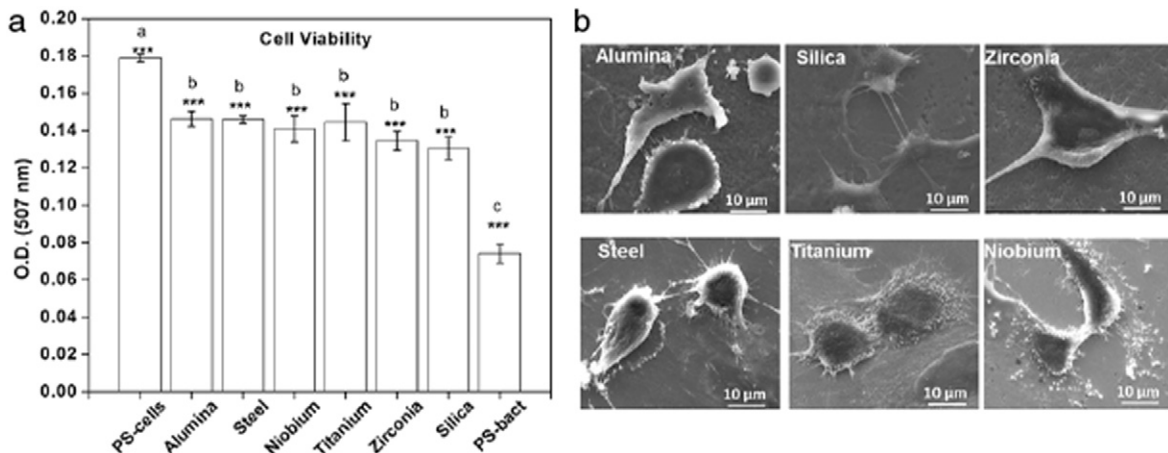 a
Cell Viability
0.20
0.18
0.16
0.14
0.12
0.10
0.08
0.06
0.04
0.02
0.00
O.D. (507 nm)
a
***
b
***
b
***
b
***
b
***
b
***
b
***
c
***
PS-cells
Alumina
Steel
Niobium
Titanium
Zirconia
Silica
PS-bact
b
Alumina
10 µm
Silica
10 µm
Zirconia
10 µm
Steel
10 µm
Titanium
10 µm
Niobium
10 µm